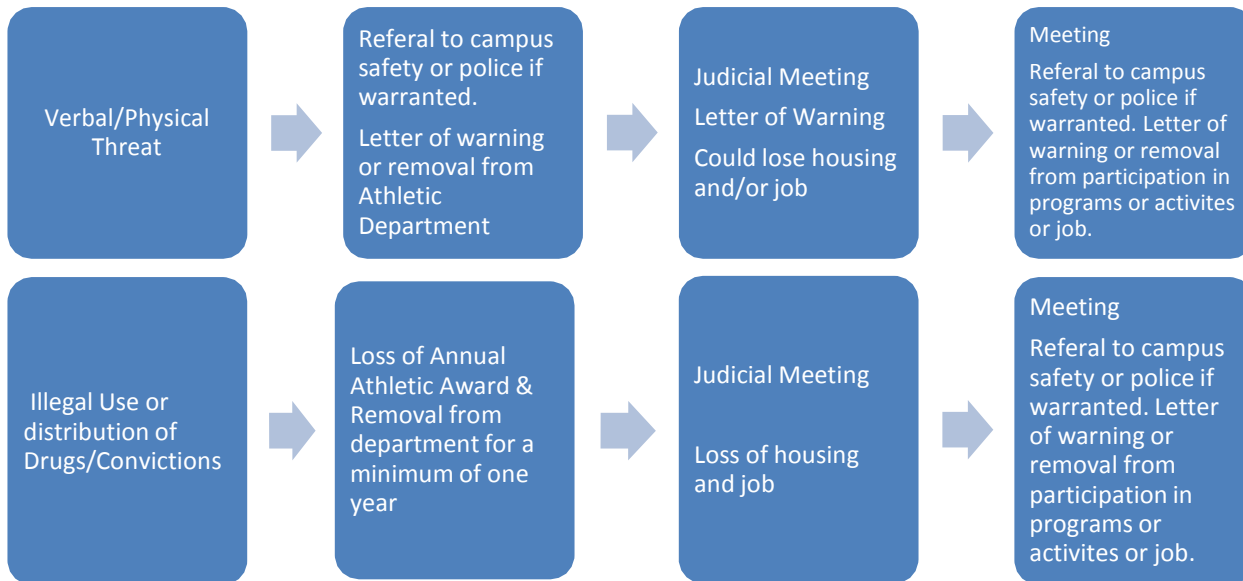 Verbal/Physical
Threat
Referal to campus
safety or police if
warranted.
Letter of warning
or removal from
Athletic
Department
Judicial Meeting
Letter of Warning
Could lose housing
and/or job
Meeting
Referal to campus
safety or police if
warranted. Letter of
warning or removal
from participation in
programs or activites
or job.
Illegal Use or
distribution of
Drugs/Convictions
Loss of Annual
Athletic Award &
Removal from
department for a
minimum of one
year
Judicial Meeting
Loss of housing
and job
Meeting
Referal to campus
safety or police if
warranted. Letter
of warning or
removal from
participation in
programs or
activites or job.